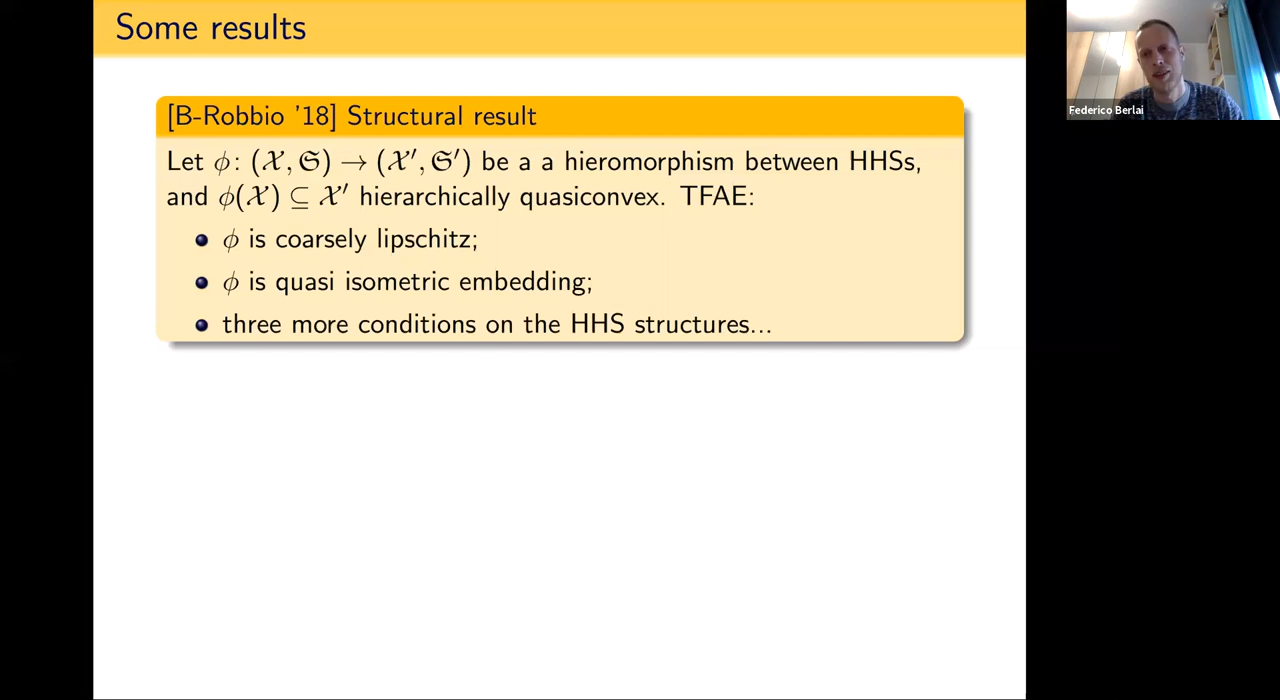 Some results
[B-Robbio '18] Structural result
Let ϕ: (𝒳, 𝔖) → (𝒳′, 𝔖′) be a a hieromorphism between HHSs,
and ϕ(𝒳) ⊆ 𝒳′ hierarchically quasiconvex. TFAE:
ϕ is coarsely lipschitz;
ϕ is quasi isometric embedding;
three more conditions on the HHS structures...
Federico Berlai